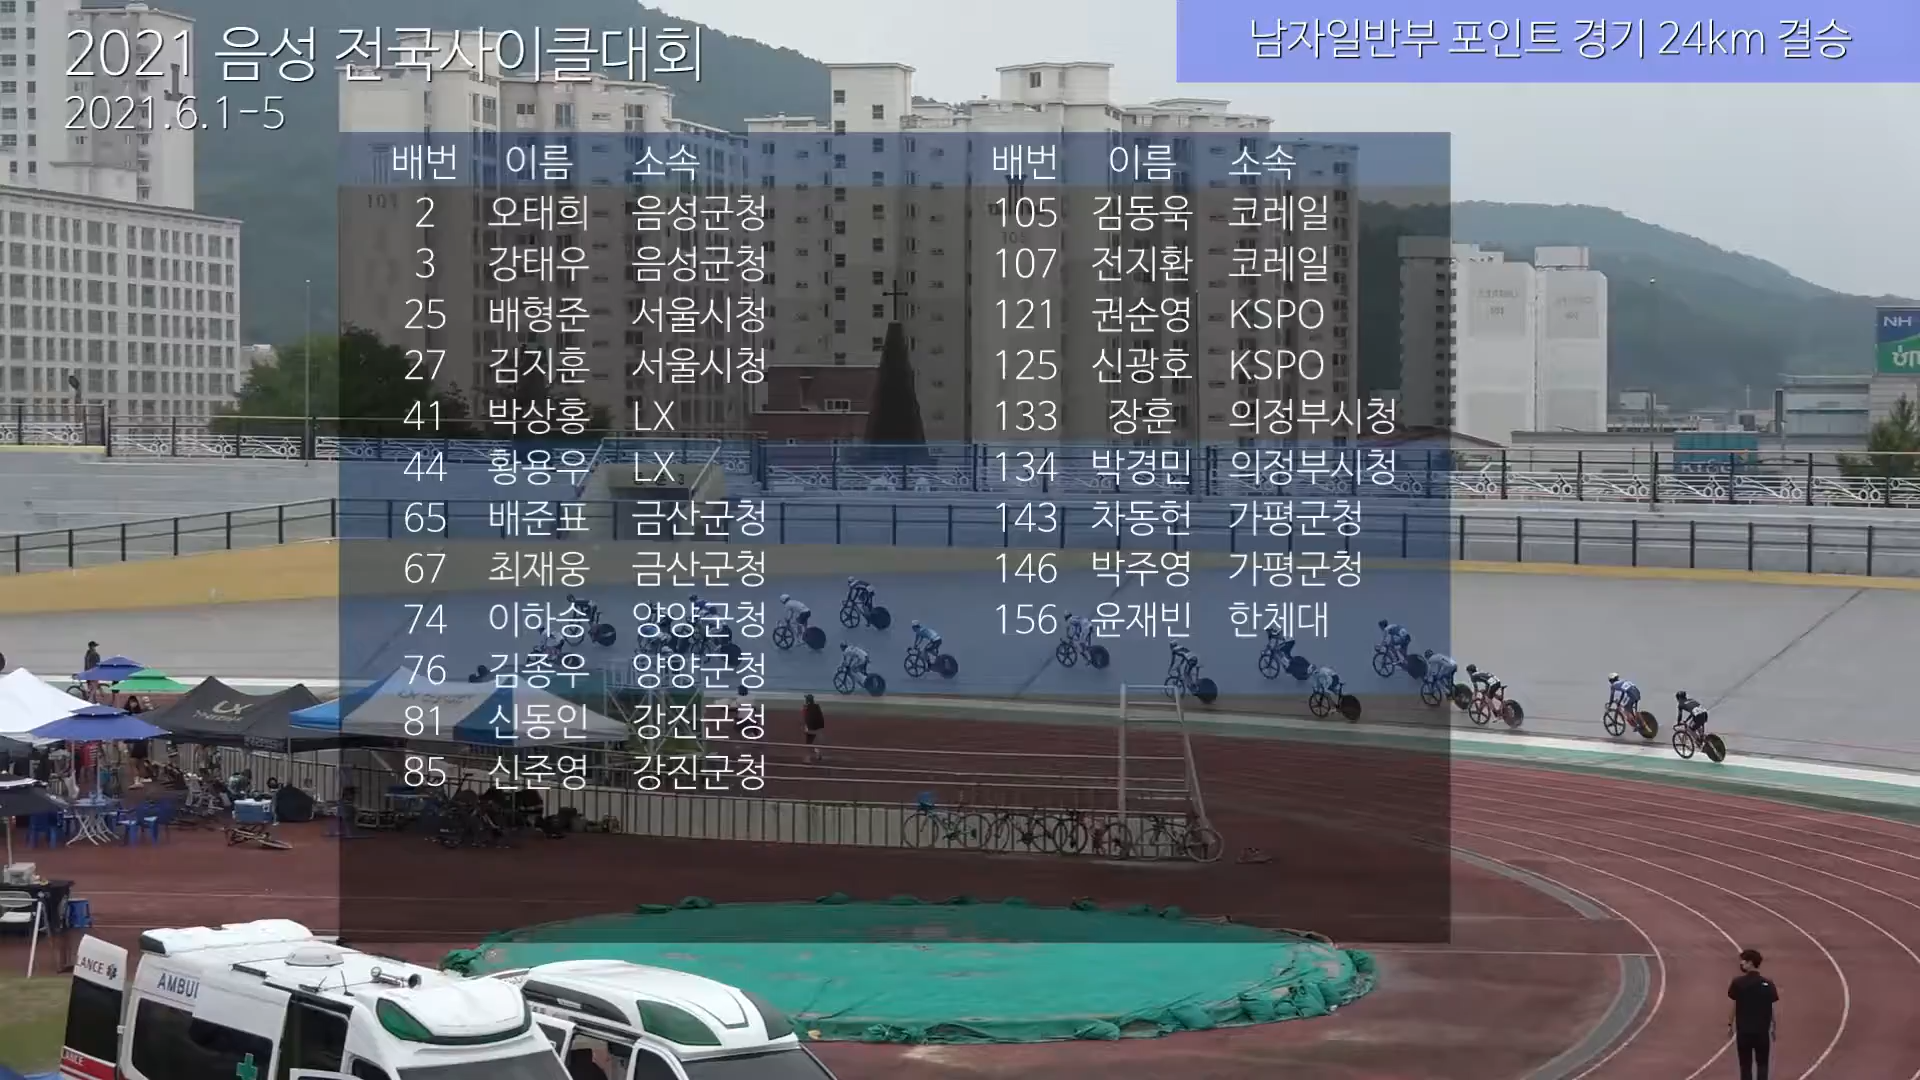 2021 음성 전국사이클대회
2021.6.1-5
남자일반부 포인트 경기 24km 결승
배번 이름 소속
2 오태희 음성군청
3 강태우 음성군청
25 배형준 서울시청
27 김지훈 서울시청
41 박상홍 LX
44 황용우 LX
65 배준표 금산군청
67 최재웅 금산군청
74 이하승 양양군청
76 김종우 양양군청
81 신동인 강진군청
85 신준영 강진군청
배번 이름 소속
105 김동욱 코레일
107 전지환 코레일
121 권순영 KSPO
125 신광호 KSPO
133 장훈 의정부시청
134 박경민 의정부시청
143 차동헌 가평군청
146 박주영 가평군청
156 윤재빈 한체대
NH
LANCE
AMBUL
LX